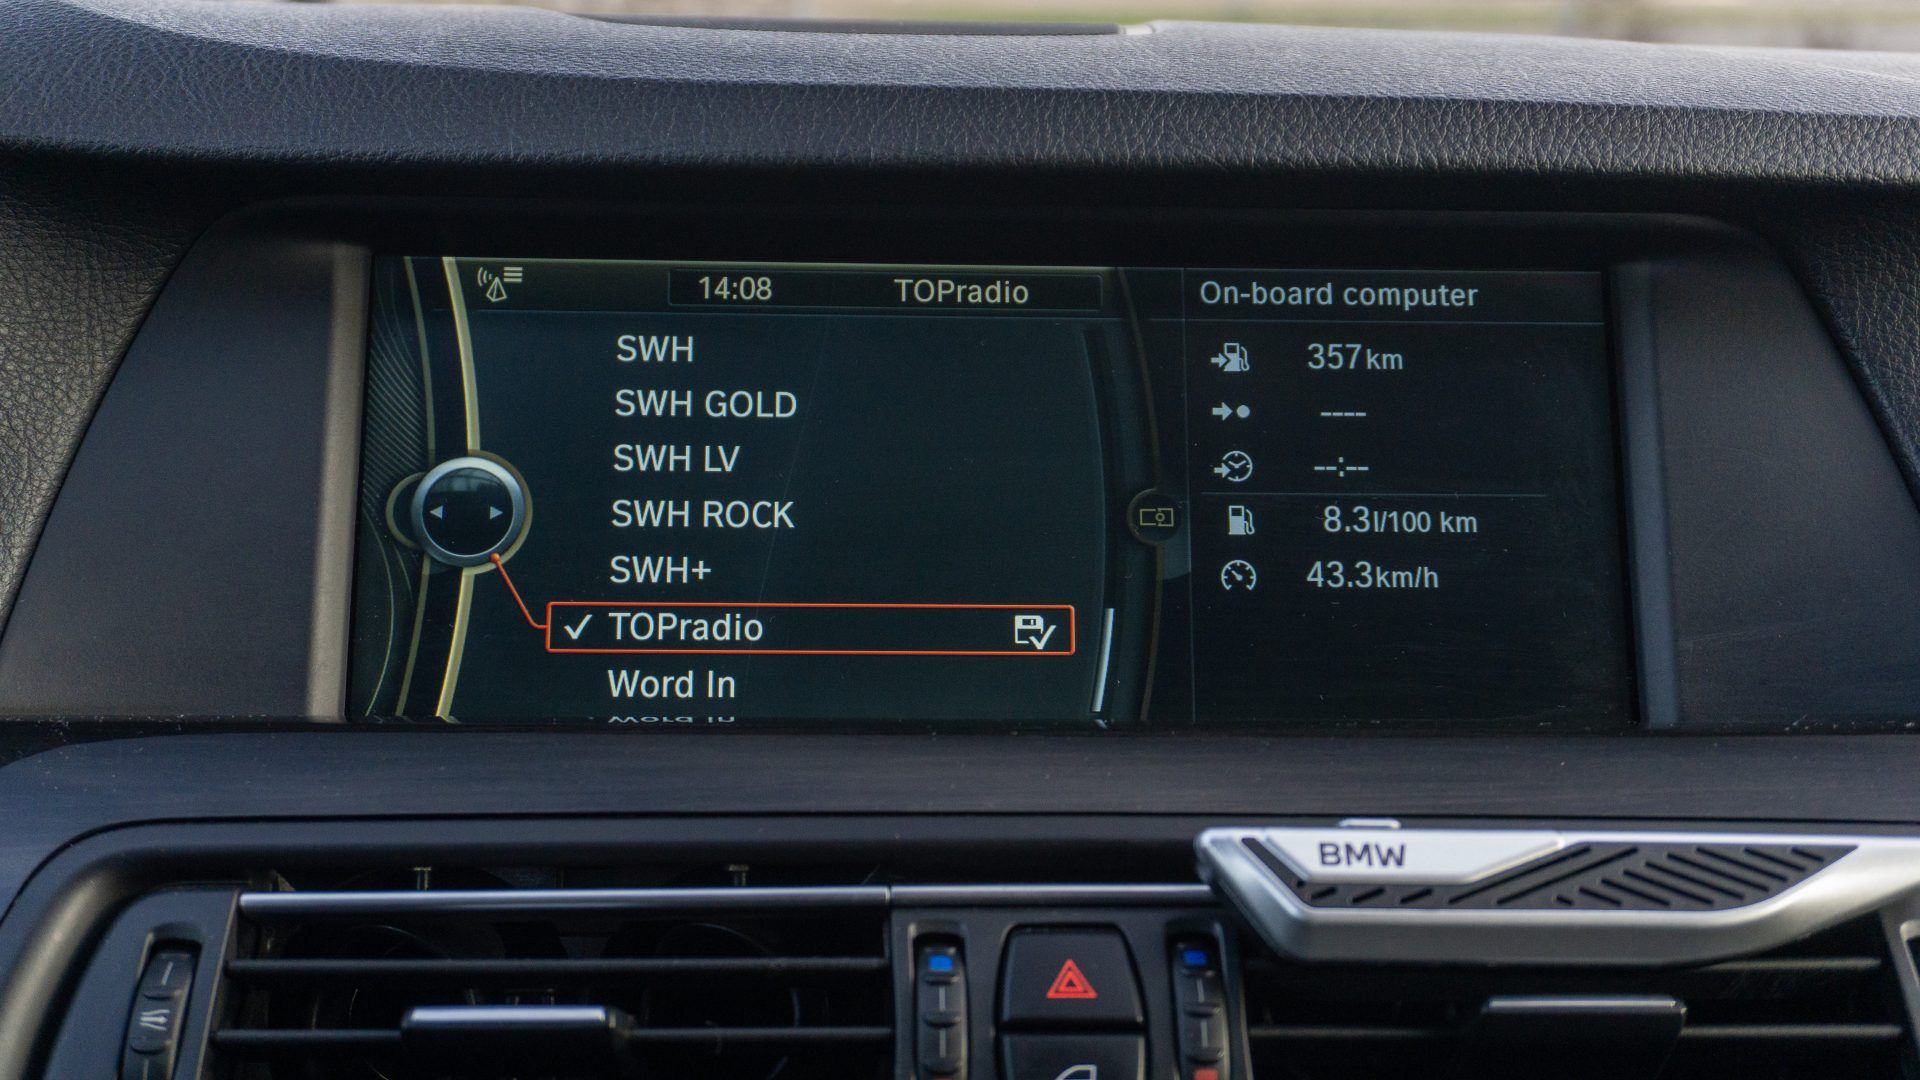 14:08 TOPradio
SWH
SWH GOLD
SWH LV
SWH ROCK
SWH+
TOPradio
Word In
On-board computer
357km
----
--:--
8.3l/100 km
43.3km/h
BMW